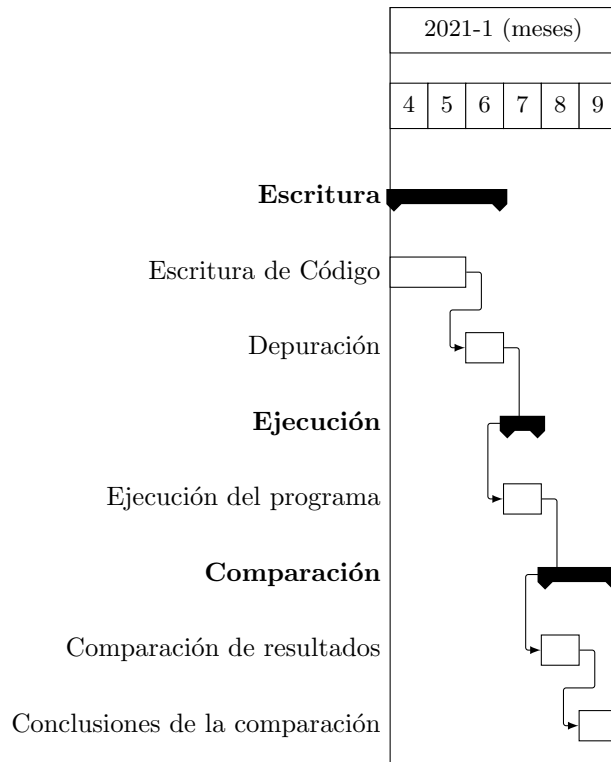 2021-1 (meses)
4 5 6 7 8 9
Escritura
Escritura de Código
Depuración
Ejecución
Ejecución del programa
Comparación
Comparación de resultados
Conclusiones de la comparación